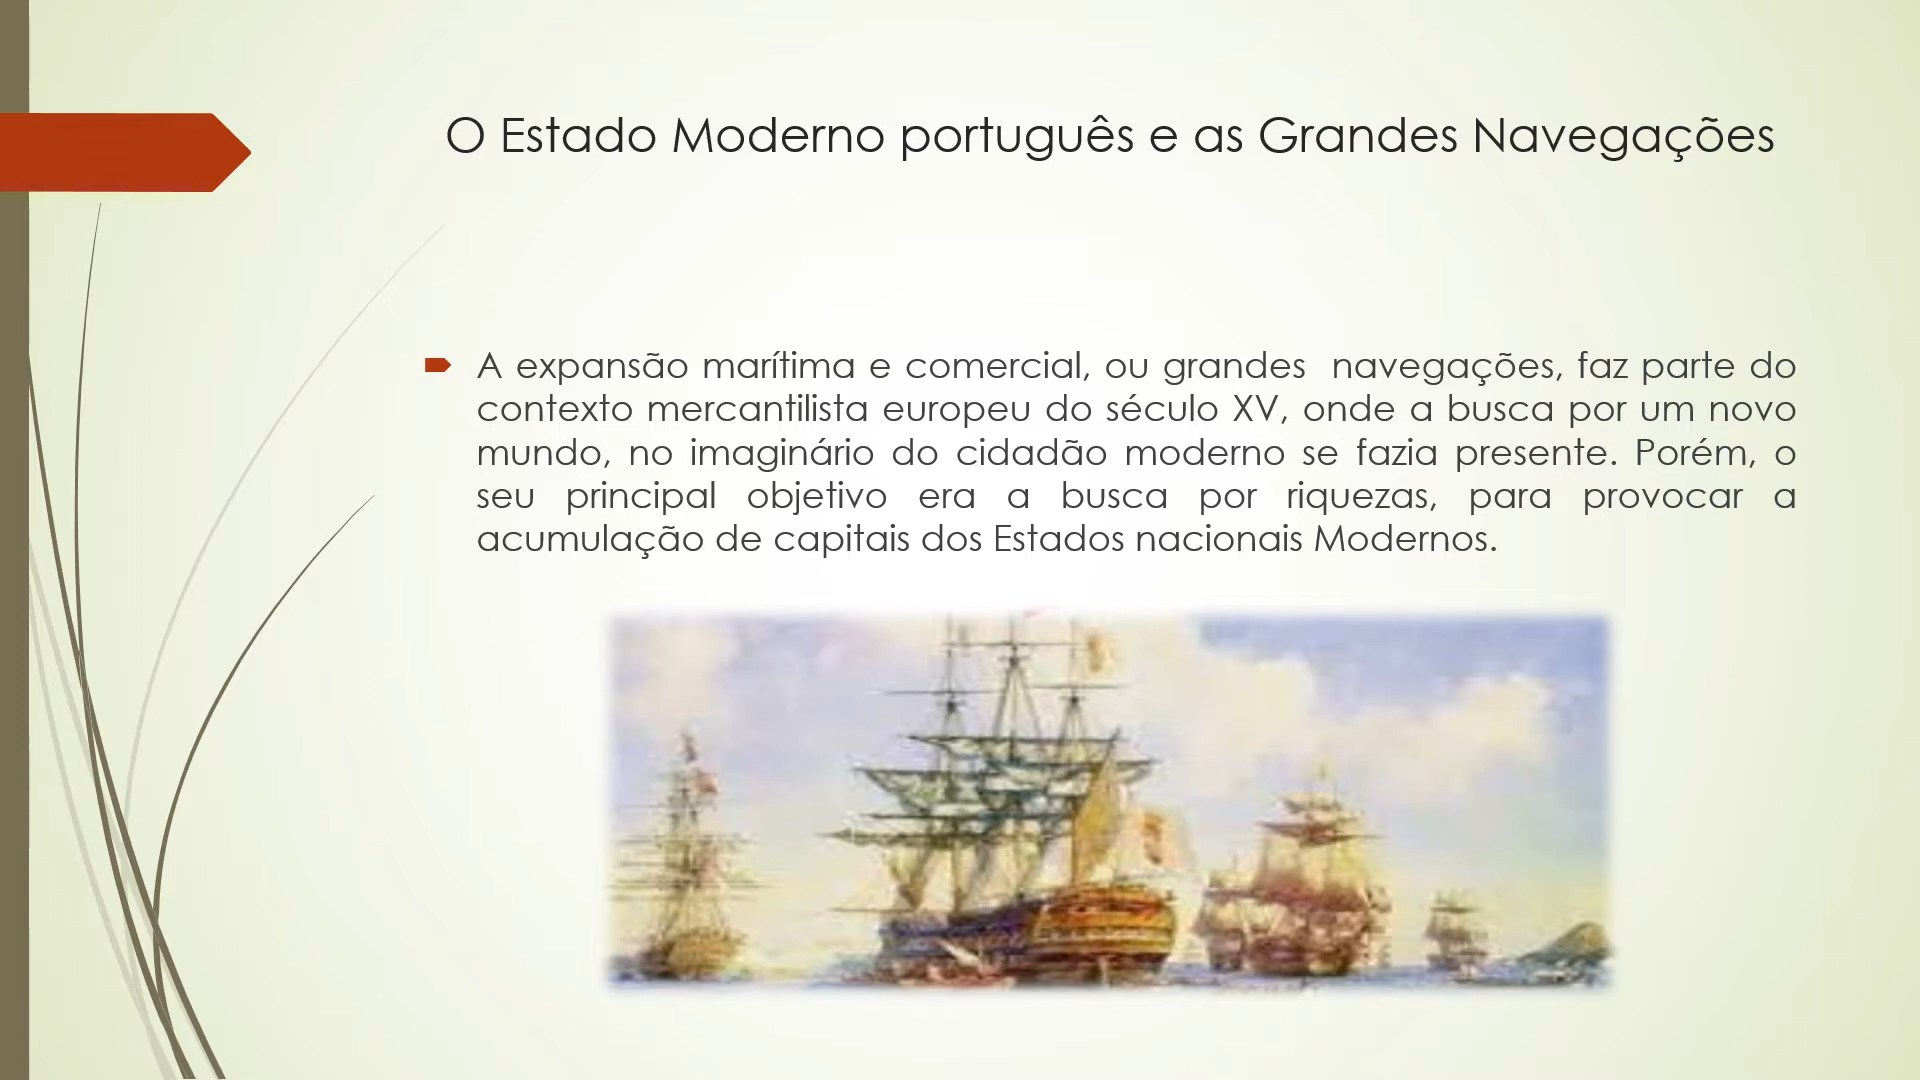 O Estado Moderno português e as Grandes Navegações
A expansão marítima e comercial, ou grandes navegações, faz parte do
contexto mercantilista europeu do século XV, onde a busca por um novo
mundo, no imaginário do cidadão moderno se fazia presente. Porém, o
seu principal objetivo era a busca por riquezas, para provocar a
acumulação de capitais dos Estados nacionais Modernos.